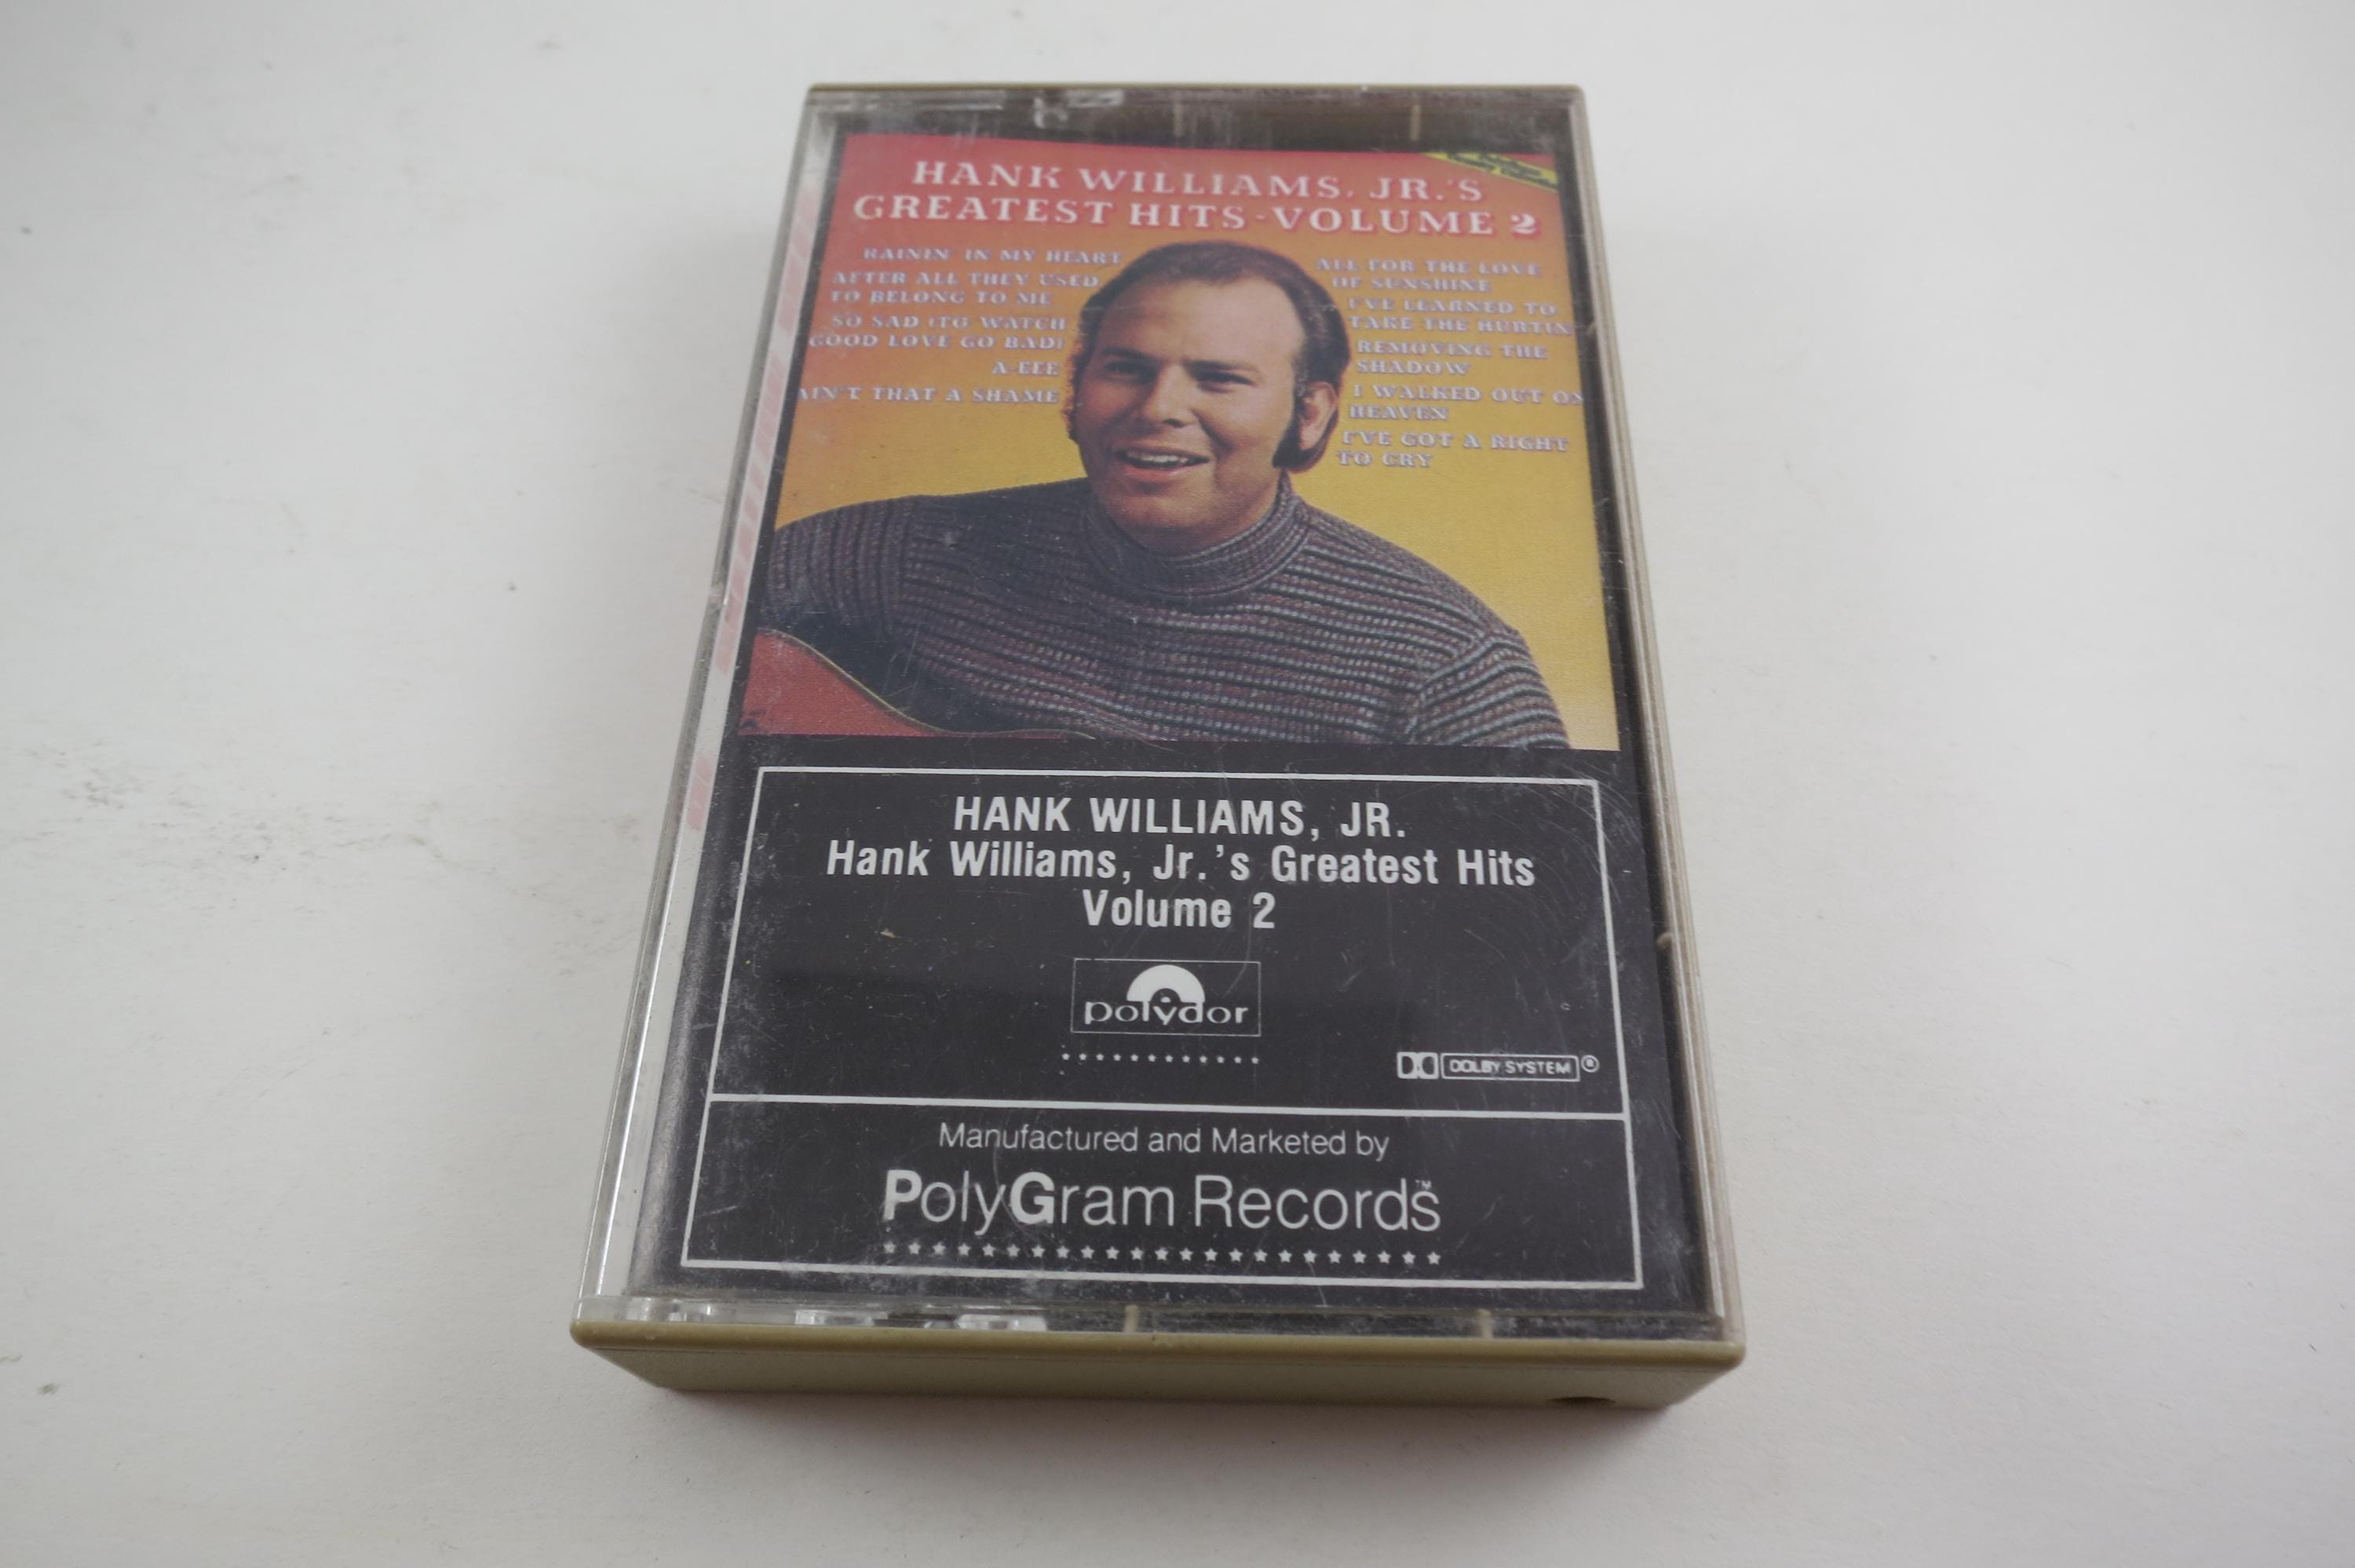 HANK WILLIAMS, JR.'S
GREATEST HITS-VOLUME 2
RAININ' IN MY HEART
AFTER ALL THEY USED
TO BELONG TO ME
SO SAD (TO WATCH
GOOD LOVE GO BAD)
A-EEE
AIN'T THAT A SHAME
ALL FOR THE LOVE
OF SUNSHINE
I'VE LEARNED TO
TAKE THE HURTIN'
REMOVING THE
SHADOW
I WALKED OUT ON
HEAVEN
I'VE GOT A RIGHT
TO CRY
HANK WILLIAMS, JR.
Hank Williams, Jr.'s Greatest Hits
Volume 2
polydor
DOLBY SYSTEM ®
Manufactured and Marketed by
PolyGram Records™